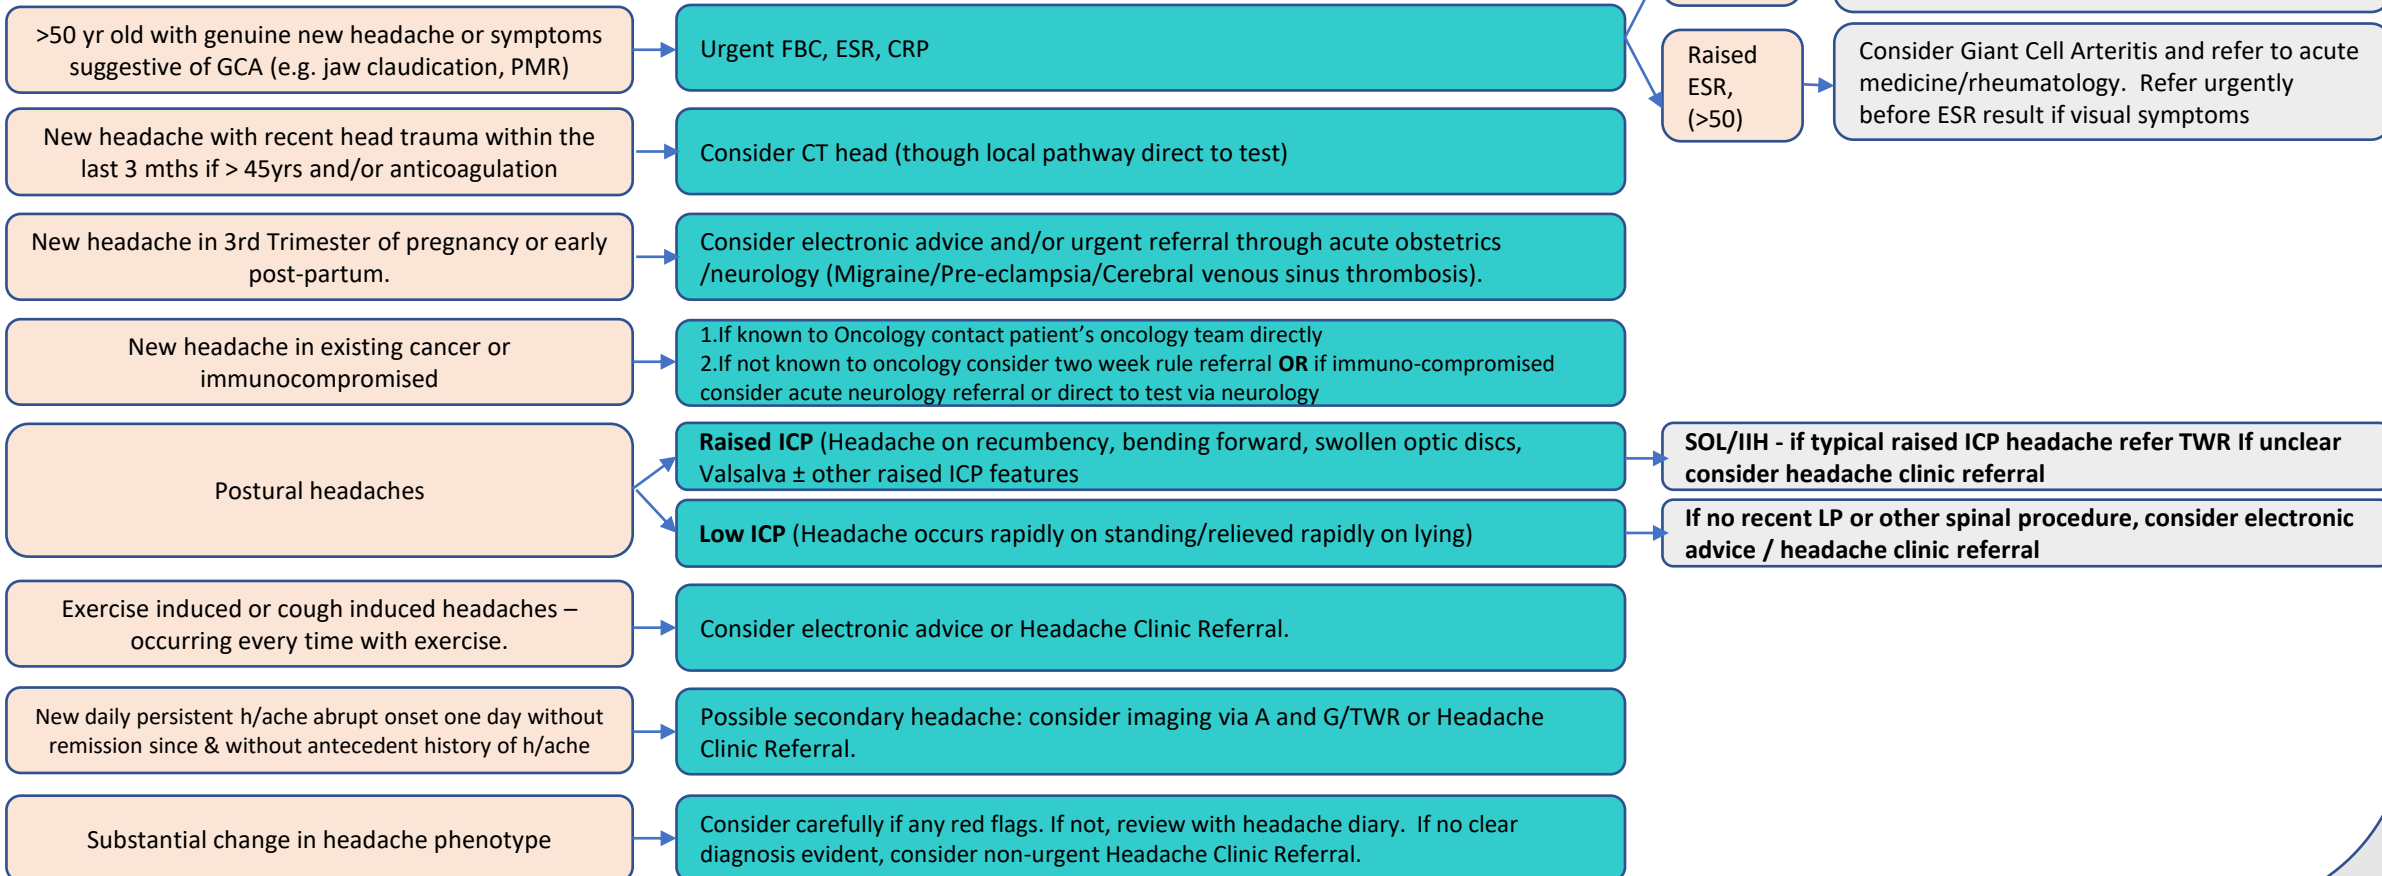 >50 yr old with genuine new headache or symptoms
suggestive of GCA (e.g. jaw claudication, PMR)
Urgent FBC, ESR, CRP
Raised
ESR,
(>50)
Consider Giant Cell Arteritis and refer to acute
medicine/rheumatology.  Refer urgently
before ESR result if visual symptoms
New headache with recent head trauma within the
last 3 mths if > 45yrs and/or anticoagulation
Consider CT head (though local pathway direct to test)
New headache in 3rd Trimester of pregnancy or early
post-partum.
Consider electronic advice and/or urgent referral through acute obstetrics
/neurology (Migraine/Pre-eclampsia/Cerebral venous sinus thrombosis).
New headache in existing cancer or
immunocompromised
1.If known to Oncology contact patient’s oncology team directly
2.If not known to oncology consider two week rule referral OR if immuno-compromised
consider acute neurology referral or direct to test via neurology
Postural headaches
Raised ICP (Headache on recumbency, bending forward, swollen optic discs,
Valsalva ± other raised ICP features
SOL/IIH - if typical raised ICP headache refer TWR If unclear
consider headache clinic referral
Low ICP (Headache occurs rapidly on standing/relieved rapidly on lying)
If no recent LP or other spinal procedure, consider electronic
advice / headache clinic referral
Exercise induced or cough induced headaches –
occurring every time with exercise.
Consider electronic advice or Headache Clinic Referral.
New daily persistent h/ache abrupt onset one day without
remission since & without antecedent history of h/ache
Possible secondary headache: consider imaging via A and G/TWR or Headache
Clinic Referral.
Substantial change in headache phenotype
Consider carefully if any red flags. If not, review with headache diary.  If no clear
diagnosis evident, consider non-urgent Headache Clinic Referral.